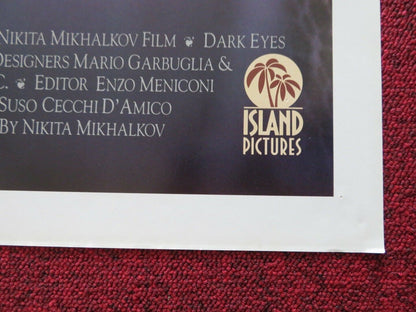 NIKITA MIKHALKOV FILM ❦ DARK EYES
DESIGNERS MARIO GARBUGLIA &
C. ❦ EDITOR ENZO MENICONI
SUSO CECCHI D'AMICO
BY NIKITA MIKHALKOV
ISLAND
PICTURES